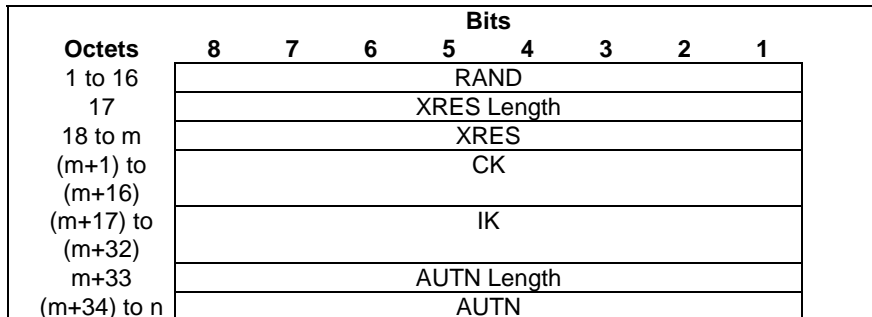 Bits
Octets 8 7 6 5 4 3 2 1
1 to 16 RAND
17 XRES Length
18 to m XRES
(m+1) to CK
(m+16)
(m+17) to IK
(m+32)
m+33 AUTN Length
(m+34) to n AUTN